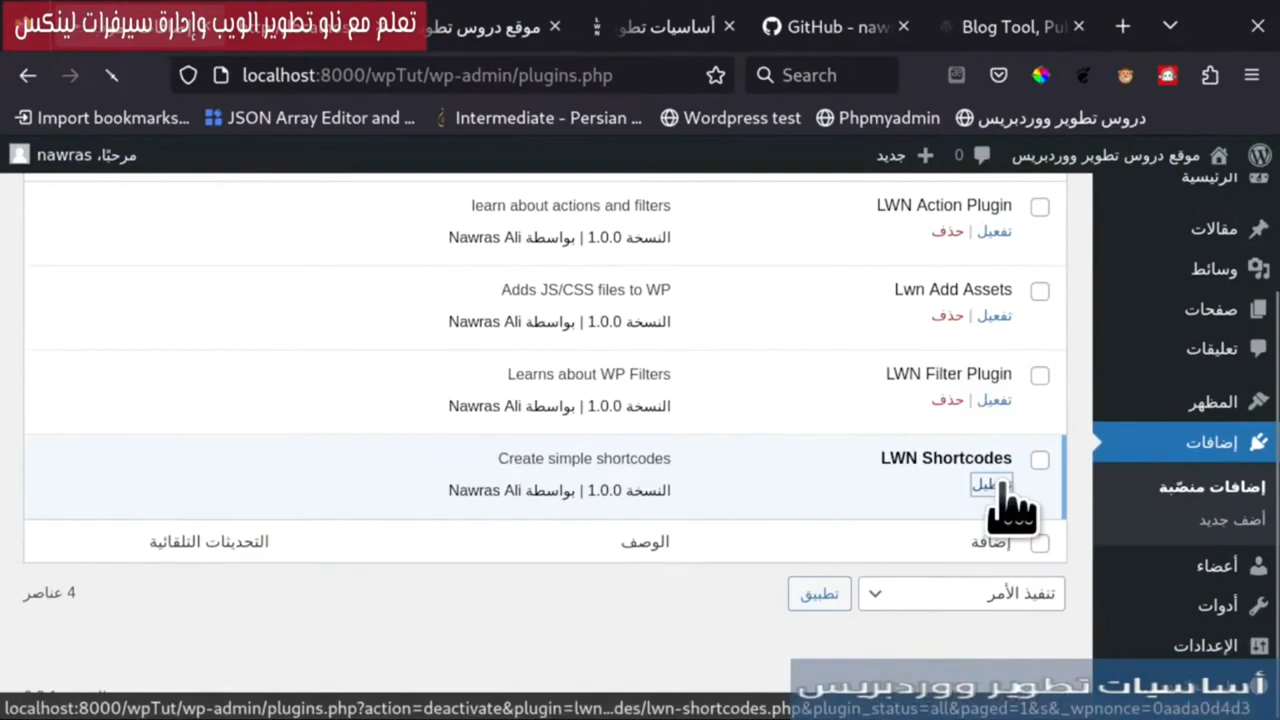 تعلم مع ناو تطوير الويب وإدارة سيرفرات لينكس
موقع دروس تطو
أساسيات تطو
GitHub - naw
Blog Tool, Pu
localhost:8000/wpTut/wp-admin/plugins.php
Search
Import bookmarks...
JSON Array Editor and ...
Intermediate - Persian ...
Wordpress test
Phpmyadmin
دروس تطوير ووردبريس
موقع دروس تطوير ووردبريس
0
جديد
مرحبًا، nawras
الرئيسية
مقالات
وسائط
صفحات
تعليقات
المظهر
إضافات
إضافات منصّبة
أضف جديد
أعضاء
أدوات
الإعدادات
LWN Action Plugin
تفعيل | حذف
learn about actions and filters
النسخة 1.0.0 | بواسطة Nawras Ali
Lwn Add Assets
تفعيل | حذف
Adds JS/CSS files to WP
النسخة 1.0.0 | بواسطة Nawras Ali
LWN Filter Plugin
تفعيل | حذف
Learns about WP Filters
النسخة 1.0.0 | بواسطة Nawras Ali
LWN Shortcodes
Create simple shortcodes
النسخة 1.0.0 | بواسطة Nawras Ali
إضافة
الوصف
التحديثات التلقائية
تنفيذ الأمر
تطبيق
4 عناصر
أساسيات تطوير ووردبريس
localhost:8000/wpTut/wp-admin/plugins.php?action=deactivate&plugin=lwn...des/lwn-shortcodes.php&plugin_status=all&paged=1&s&_wpnonce=0aada0d4d3